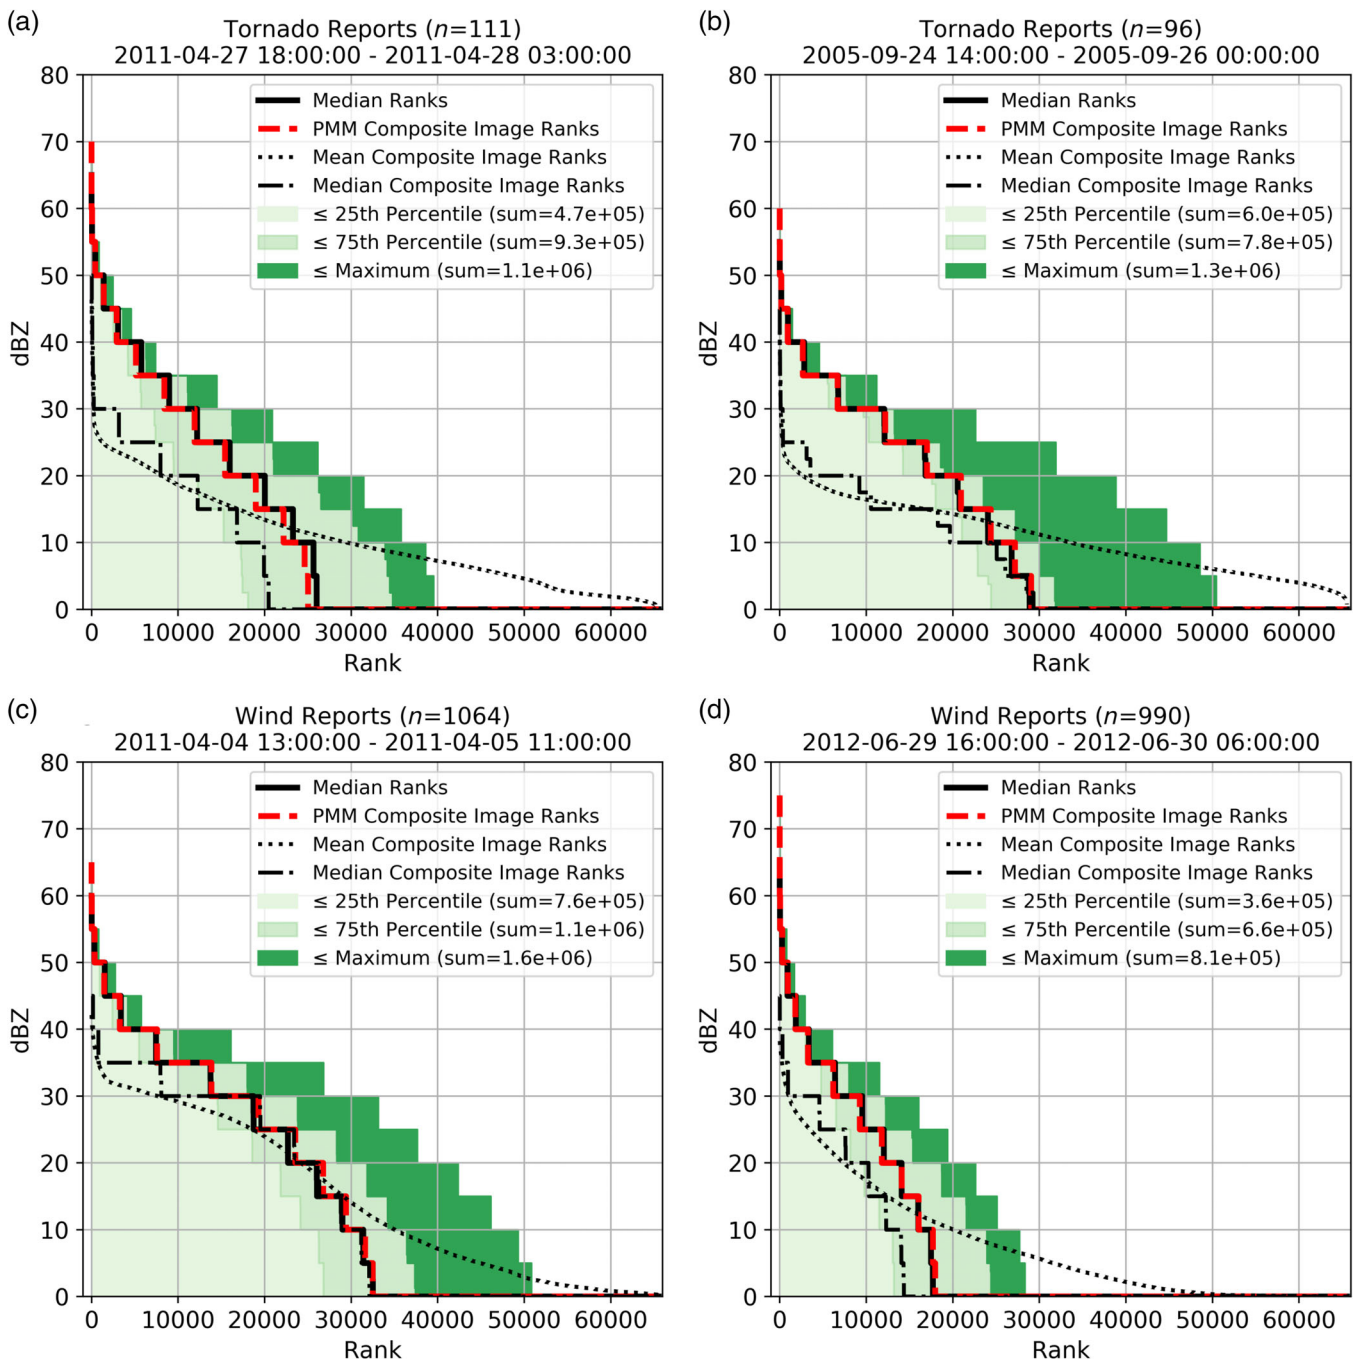 (a)
Tornado Reports (n=111)
2011-04-27 18:00:00 - 2011-04-28 03:00:00
80
70
60
50
40
30
20
10
0
dBZ
Median Ranks
PMM Composite Image Ranks
Mean Composite Image Ranks
Median Composite Image Ranks
≤ 25th Percentile (sum=4.7e+05)
≤ 75th Percentile (sum=9.3e+05)
≤ Maximum (sum=1.1e+06)
0 10000 20000 30000 40000 50000 60000
Rank
(b)
Tornado Reports (n=96)
2005-09-24 14:00:00 - 2005-09-26 00:00:00
80
70
60
50
40
30
20
10
0
dBZ
Median Ranks
PMM Composite Image Ranks
Mean Composite Image Ranks
Median Composite Image Ranks
≤ 25th Percentile (sum=6.0e+05)
≤ 75th Percentile (sum=7.8e+05)
≤ Maximum (sum=1.3e+06)
0 10000 20000 30000 40000 50000 60000
Rank
(c)
Wind Reports (n=1064)
2011-04-04 13:00:00 - 2011-04-05 11:00:00
80
70
60
50
40
30
20
10
0
dBZ
Median Ranks
PMM Composite Image Ranks
Mean Composite Image Ranks
Median Composite Image Ranks
≤ 25th Percentile (sum=7.6e+05)
≤ 75th Percentile (sum=1.1e+06)
≤ Maximum (sum=1.6e+06)
0 10000 20000 30000 40000 50000 60000
Rank
(d)
Wind Reports (n=990)
2012-06-29 16:00:00 - 2012-06-30 06:00:00
80
70
60
50
40
30
20
10
0
dBZ
Median Ranks
PMM Composite Image Ranks
Mean Composite Image Ranks
Median Composite Image Ranks
≤ 25th Percentile (sum=3.6e+05)
≤ 75th Percentile (sum=6.6e+05)
≤ Maximum (sum=8.1e+05)
0 10000 20000 30000 40000 50000 60000
Rank